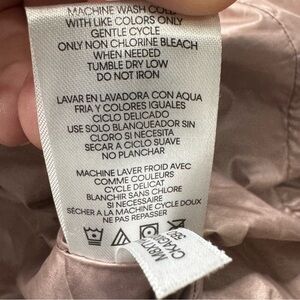 MACHINE WASH COLD
WITH LIKE COLORS ONLY
GENTLE CYCLE
ONLY NON CHLORINE BLEACH
WHEN NEEDED
TUMBLE DRY LOW
DO NOT IRON
LAVAR EN LAVADORA CON AQUA
FRIA Y COLORES IGUALES
CICLO DELICADO
USE SOLO BLANQUEADOR SIN
CLORO SI NECESITA
SECAR A CICLO SUAVE
NO PLANCHAR
MACHINE LAVER FROID AVEC
COMME COULEURS
CYCLE DELICAT
BLANCHIR SANS CHLORE
SI NECESSAIRE
SÉCHER A LA MACHINE CYCLE DOUX
NE PAS REPASSER